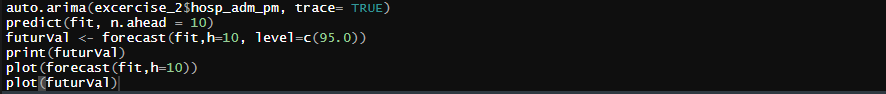 auto.arima(excercise_2$hosp_adm_pm, trace= TRUE)
predict(fit, n.ahead = 10)
futurVal <- forecast(fit,h=10, level=c(95.0))
print(futurVal)
plot(forecast(fit,h=10))
plot(futurVal)